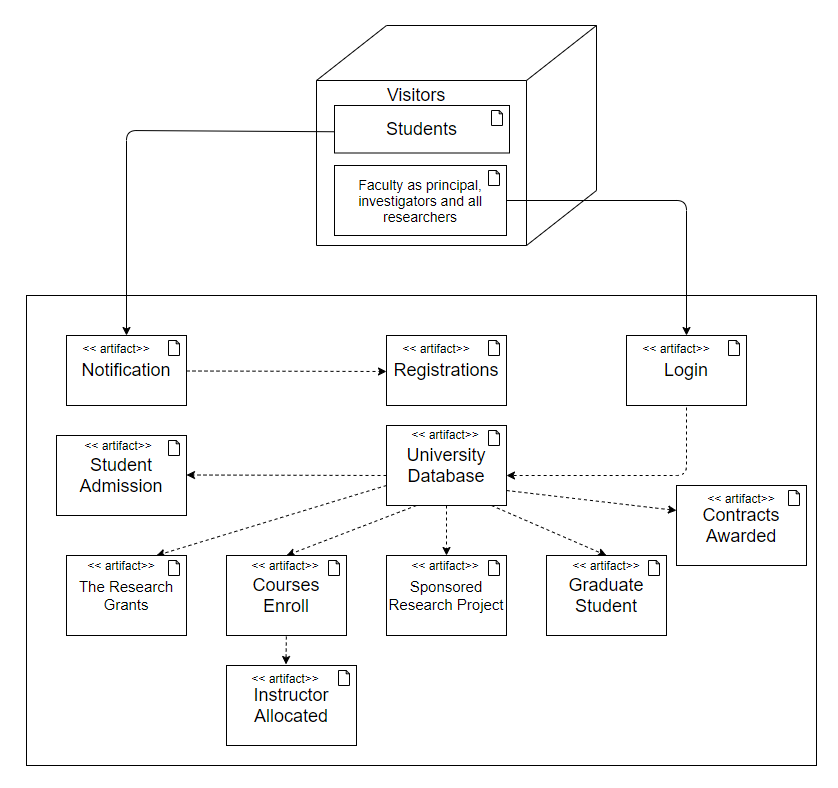 Visitors
Students
Faculty as principal,
investigators and all
researchers
<< artifact>>
Notification
<< artifact>>
Registrations
<< artifact>>
Login
<< artifact>>
Student
Admission
<< artifact>>
University
Database
<< artifact>>
Contracts
Awarded
<< artifact>>
The Research
Grants
<< artifact>>
Courses
Enroll
<< artifact>>
Sponsored
Research Project
<< artifact>>
Graduate
Student
<< artifact>>
Instructor
Allocated